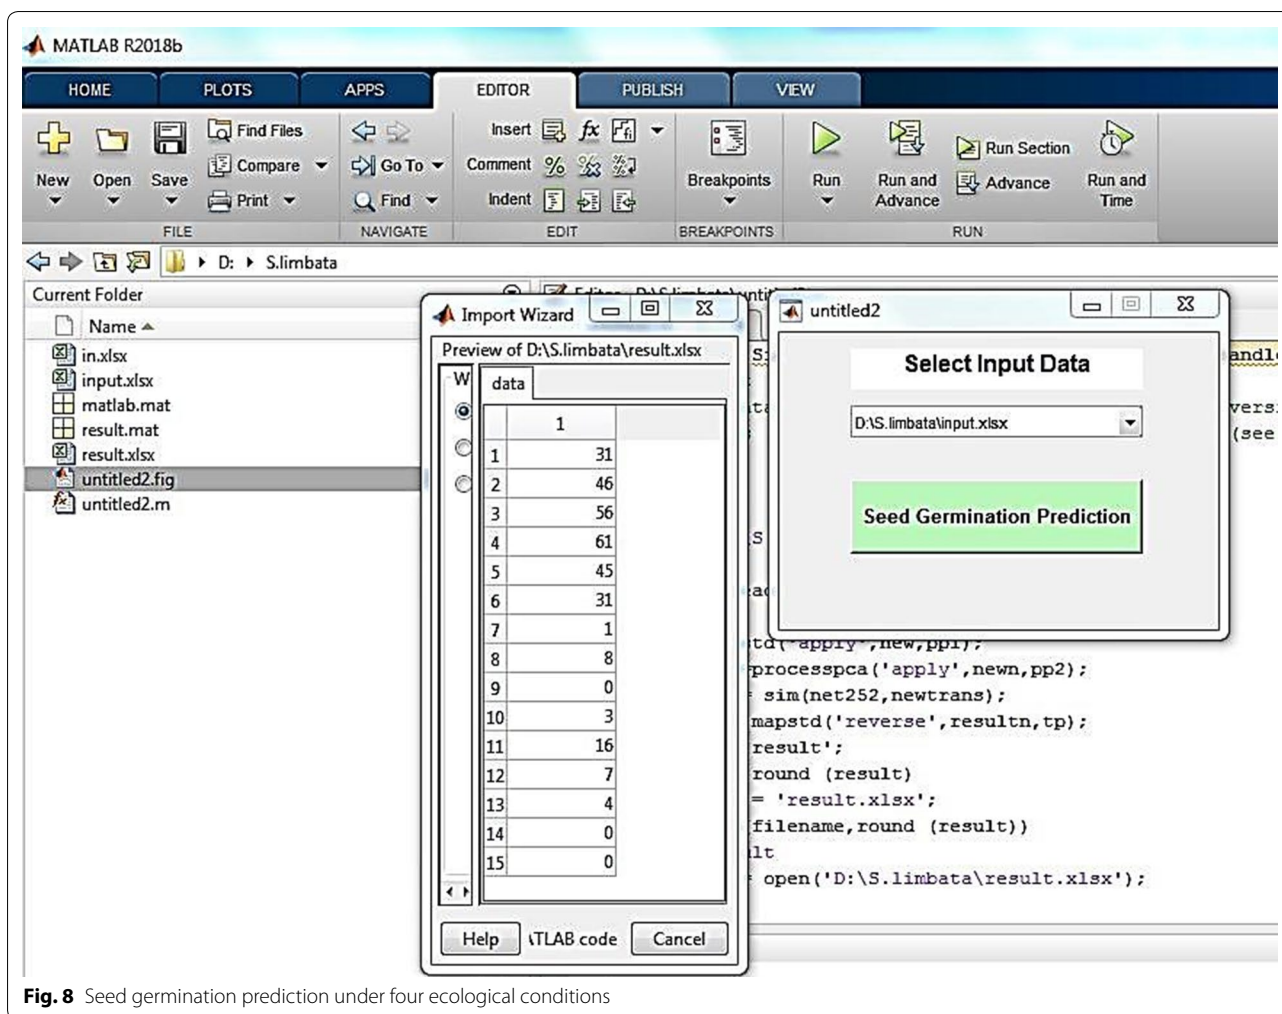 MATLAB R2018b
HOME PLOTS APPS EDITOR PUBLISH VIEW
New Open Save Find Files Compare Print
Go To Find
Insert fx
Comment
Indent
Breakpoints
Run Run and Advance Run Section Advance Run and Time
FILE NAVIGATE EDIT BREAKPOINTS RUN
D: S.limbata
Current Folder
Name
in.xlsx
input.xlsx
matlab.mat
result.mat
result.xlsx
untitled2.fig
untitled2.m
Import Wizard
Preview of D:\S.limbata\result.xlsx
W data
1
1 31
2 46
3 56
4 61
5 45
6 31
7 1
8 8
9 0
10 3
11 16
12 7
13 4
14 0
15 0
Help \TLAB code Cancel
untitled2
Select Input Data
D:\S.limbata\input.xlsx
Seed Germination Prediction
(see
td('apply',new,pp1);
processpca('apply',newn,pp2);
= sim(net252,newtrans);
mapstd('reverse',resultn,tp);
result';
round (result)
= 'result.xlsx';
(filename,round (result))
= open('D:\S.limbata\result.xlsx');
Fig. 8 Seed germination prediction under four ecological conditions